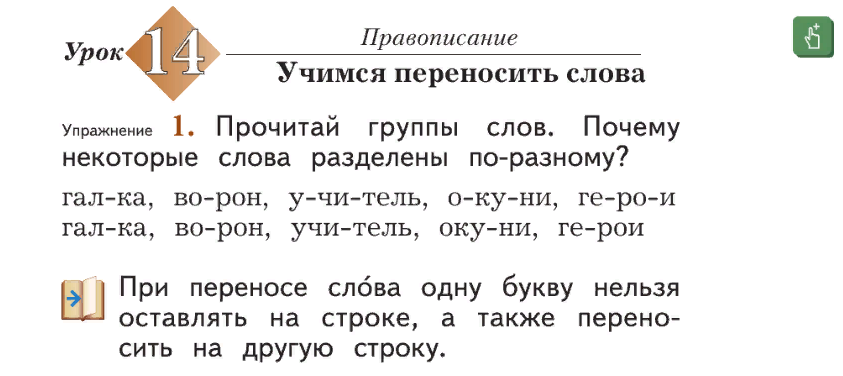 Урок 14 Правописание
Учимся переносить слова
Упражнение 1. Прочитай группы слов. Почему
некоторые слова разделены по-разному?
гал-ка, во-рон, у-чи-тель, о-ку-ни, ге-ро-и
гал-ка, во-рон, учи-тель, оку-ни, ге-рои
При переносе сло́ва одну букву нельзя
оставлять на строке, а также перено-
сить на другую строку.